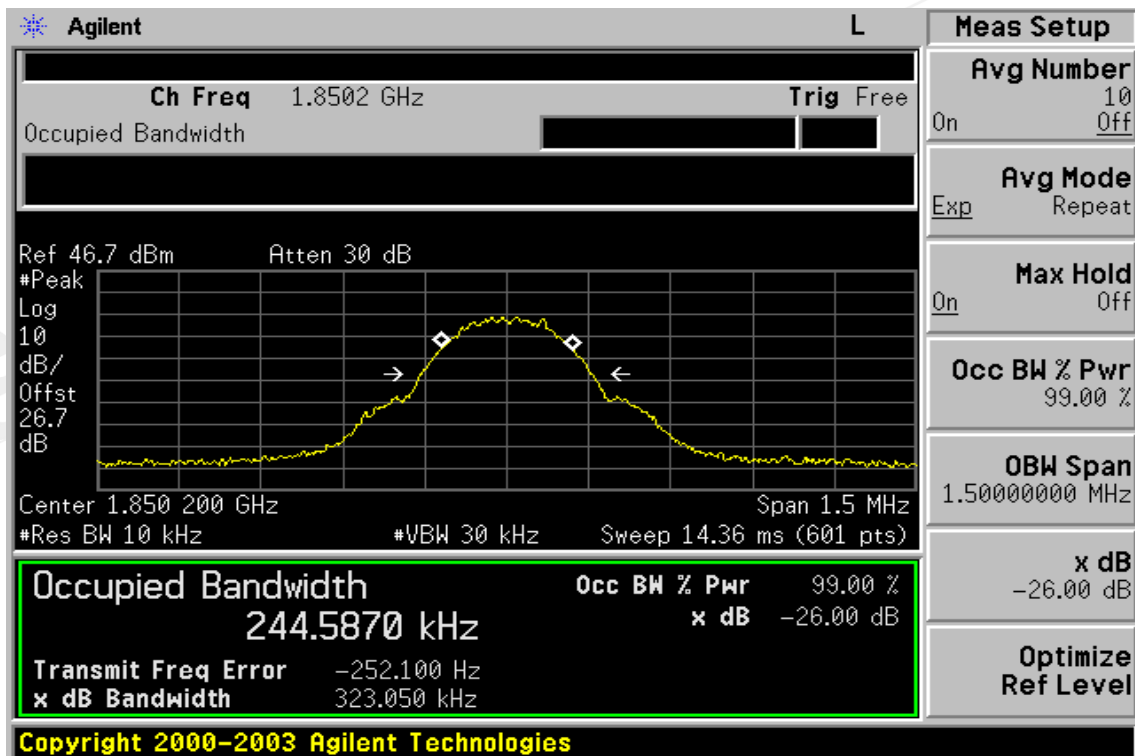 Agilent L Meas Setup
Ch Freq 1.8502 GHz Trig Free
Occupied Bandwidth
Avg Number
10
On Off
Avg Mode
Exp Repeat
Max Hold
On Off
Occ BW % Pwr
99.00 %
OBW Span
1.50000000 MHz
x dB
-26.00 dB
Optimize
Ref Level
Ref 46.7 dBm Atten 30 dB
#Peak
Log
10
dB/
Offst
26.7
dB
Center 1.850 200 GHz Span 1.5 MHz
#Res BW 10 kHz #VBW 30 kHz Sweep 14.36 ms (601 pts)
Occupied Bandwidth Occ BW % Pwr 99.00 %
244.5870 kHz x dB -26.00 dB
Transmit Freq Error -252.100 Hz
x dB Bandwidth 323.050 kHz
Copyright 2000-2003 Agilent Technologies